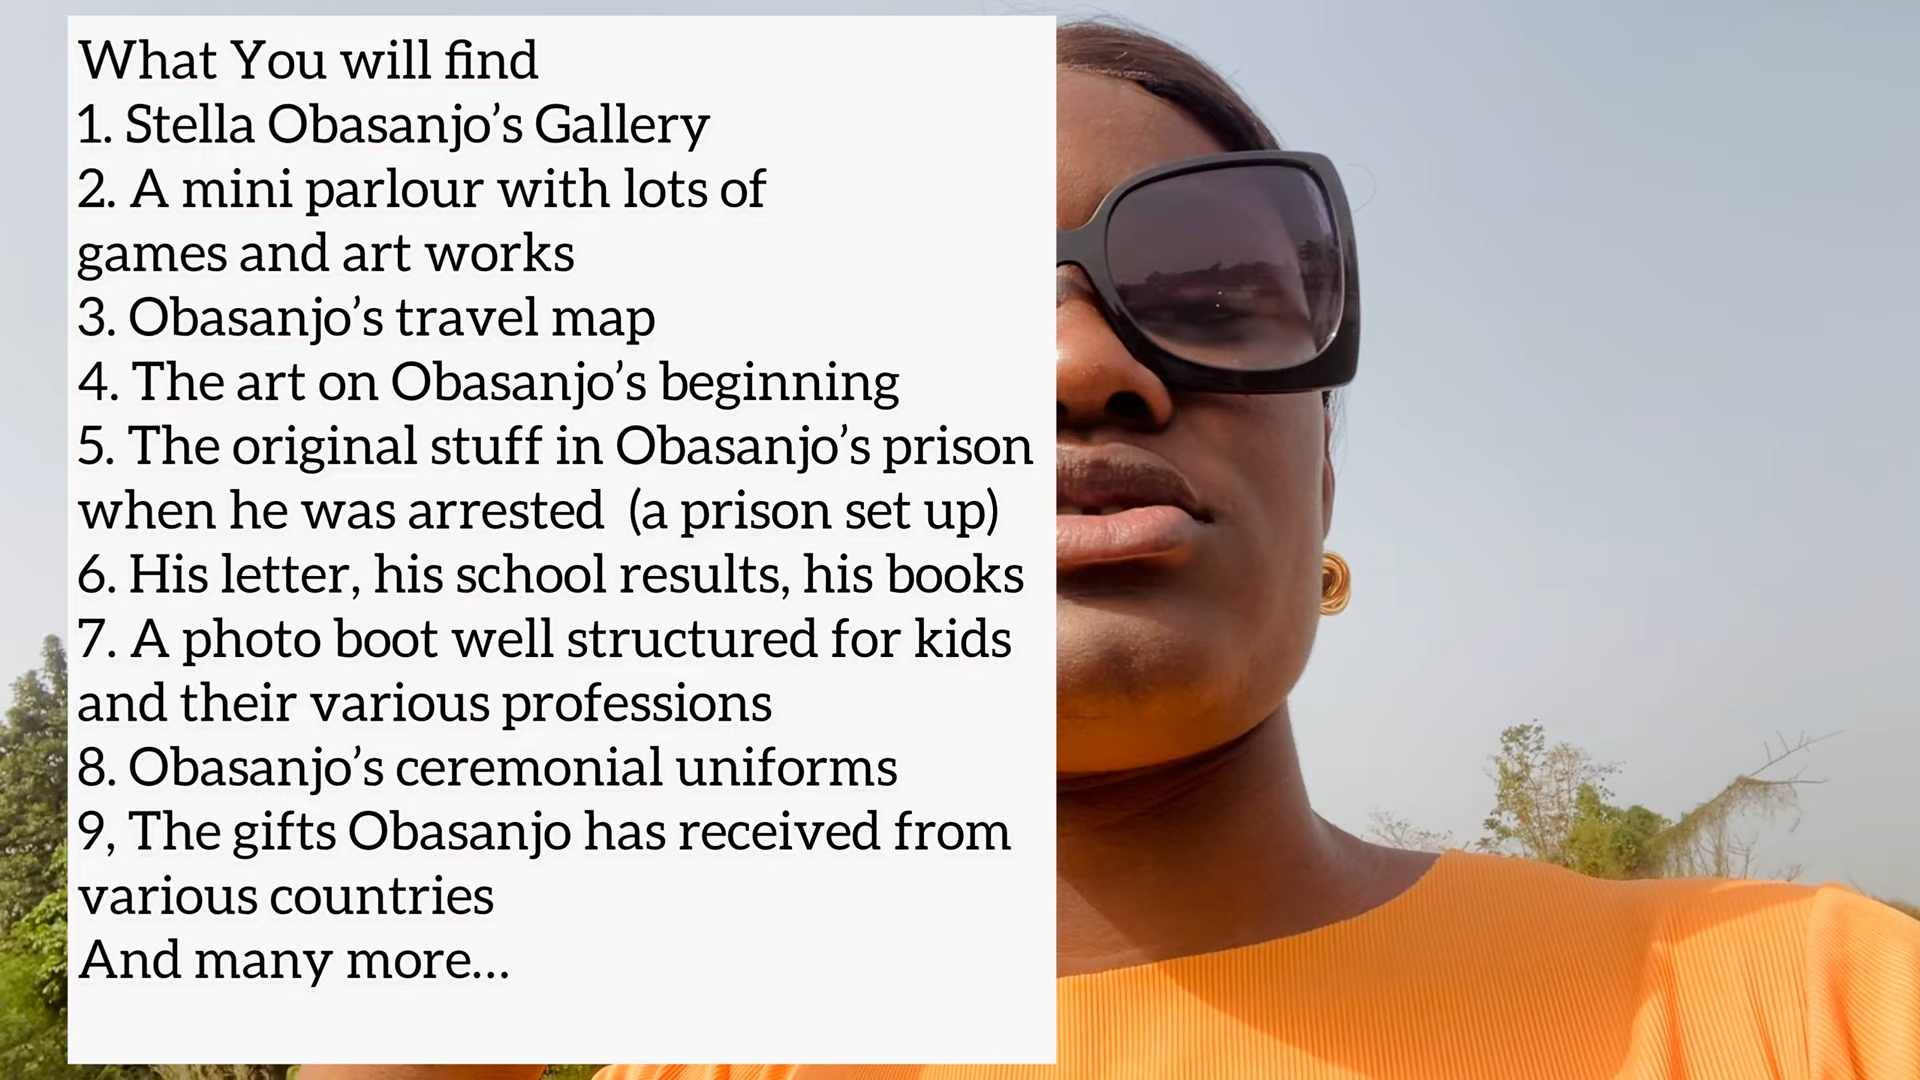 What You will find
1. Stella Obasanjo’s Gallery
2. A mini parlour with lots of
games and art works
3. Obasanjo’s travel map
4. The art on Obasanjo’s beginning
5. The original stuff in Obasanjo’s prison
when he was arrested  (a prison set up)
6. His letter, his school results, his books
7. A photo boot well structured for kids
and their various professions
8. Obasanjo’s ceremonial uniforms
9, The gifts Obasanjo has received from
various countries
And many more...